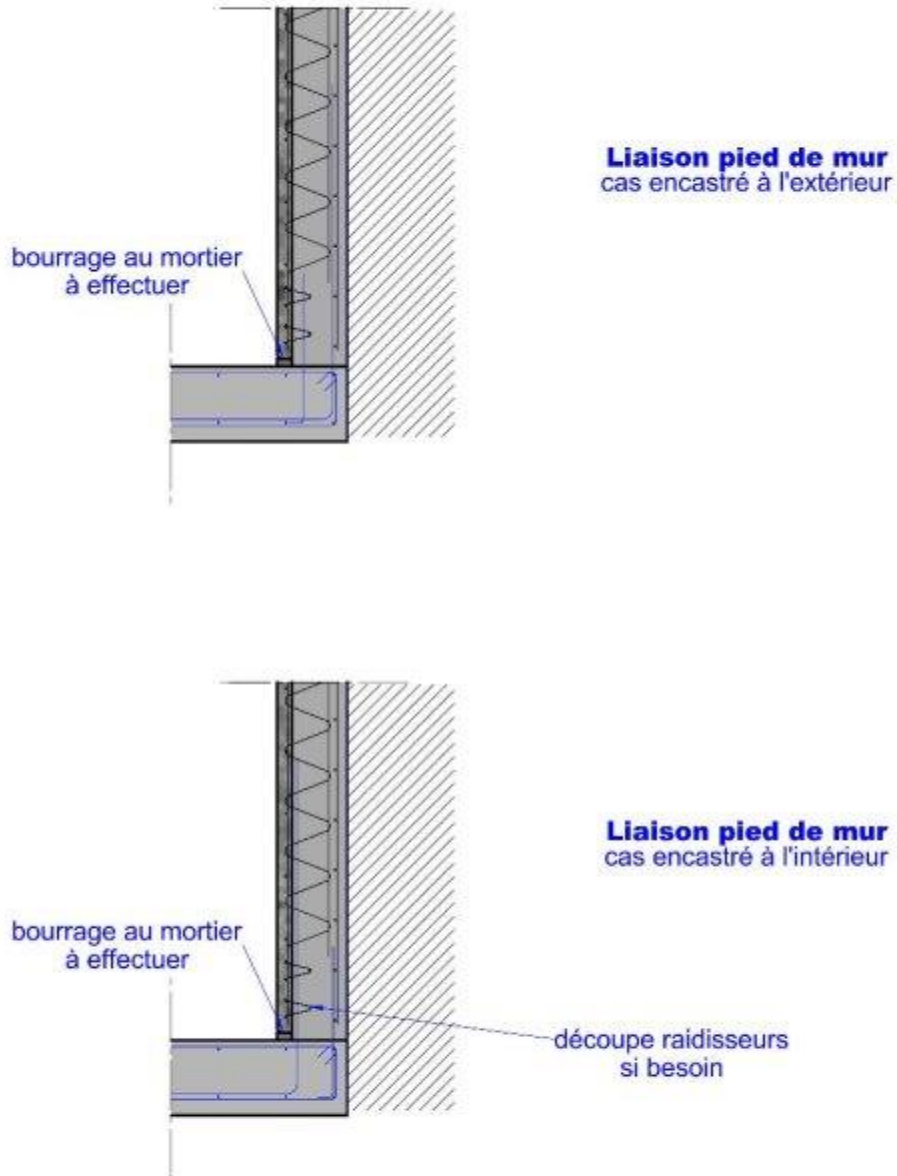 Liaison pied de mur
cas encastré à l'extérieur
bourrage au mortier
à effectuer
Liaison pied de mur
cas encastré à l'intérieur
bourrage au mortier
à effectuer
découpe raidisseurs
si besoin